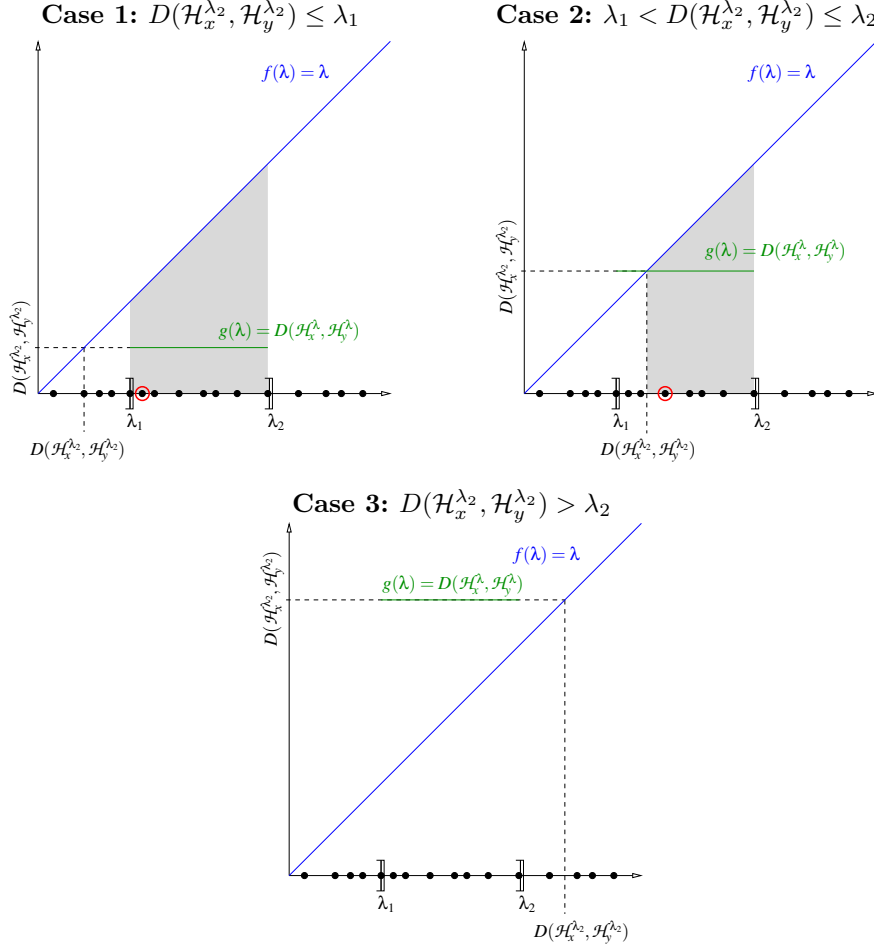 Case 1: D(ℋ_x^{λ_2}, ℋ_y^{λ_2}) ≤ λ_1
f(λ) = λ
D(ℋ_x^{λ_2}, ℋ_y^{λ_2})
g(λ) = D(ℋ_x^λ, ℋ_y^λ)
λ_1
λ_2
D(ℋ_x^{λ_2}, ℋ_y^{λ_2})
Case 2: λ_1 < D(ℋ_x^{λ_2}, ℋ_y^{λ_2}) ≤ λ_2
f(λ) = λ
D(ℋ_x^{λ_2}, ℋ_y^{λ_2})
g(λ) = D(ℋ_x^λ, ℋ_y^λ)
λ_1
λ_2
D(ℋ_x^{λ_2}, ℋ_y^{λ_2})
Case 3: D(ℋ_x^{λ_2}, ℋ_y^{λ_2}) > λ_2
f(λ) = λ
D(ℋ_x^{λ_2}, ℋ_y^{λ_2})
g(λ) = D(ℋ_x^λ, ℋ_y^λ)
λ_1
λ_2
D(ℋ_x^{λ_2}, ℋ_y^{λ_2})